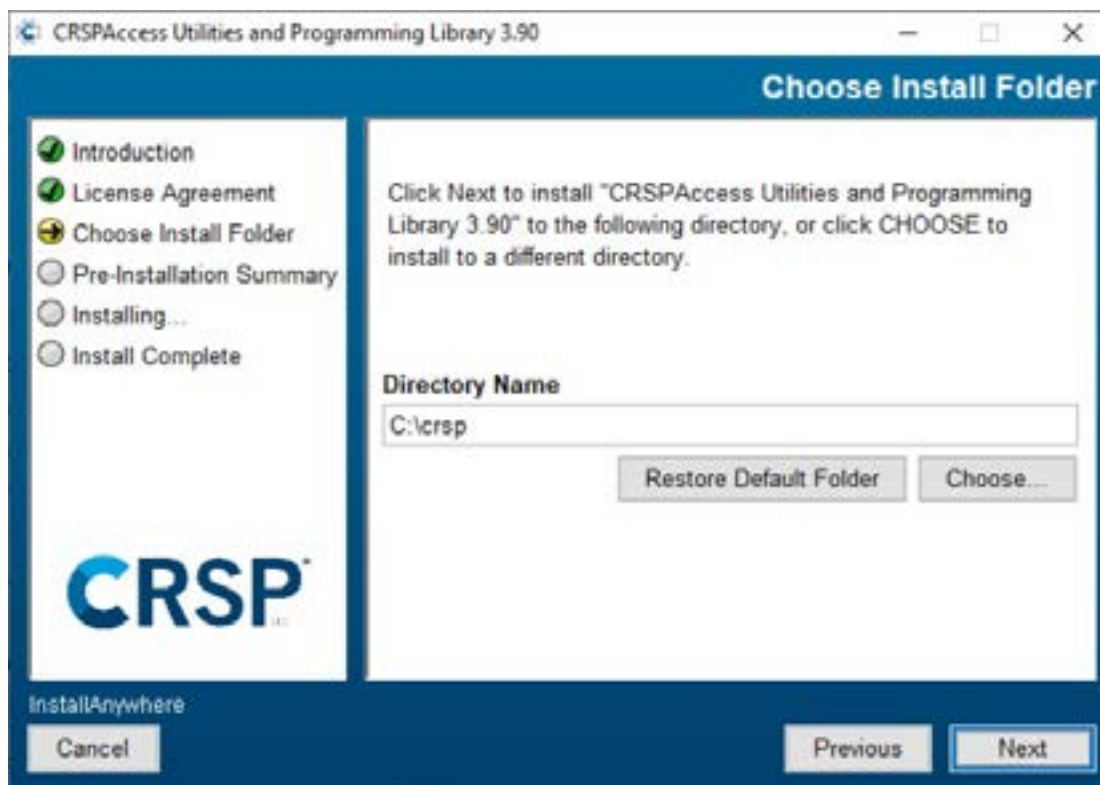 CRSPAccess Utilities and Programming Library 3.90
Choose Install Folder
Introduction
License Agreement
Choose Install Folder
Pre-Installation Summary
Installing...
Install Complete
Click Next to install "CRSPAccess Utilities and Programming
Library 3.90" to the following directory, or click CHOOSE to
install to a different directory.
Directory Name
C:\crsp
Restore Default Folder
Choose...
CRSP
InstallAnywhere
Cancel
Previous
Next